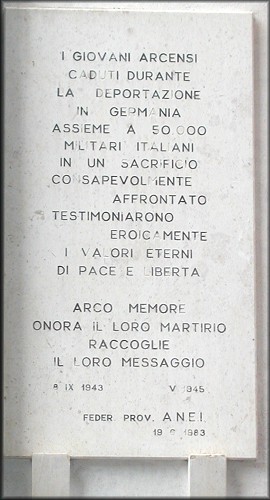 I GIOVANI ARCENSI
CADUTI DURANTE
LA DEPORTAZIONE
IN GERMANIA
ASSIEME A 50.000
MILITARI ITALIANI
IN UN SACRIFICIO
CONSAPEVOLMENTE
AFFRONTATO
TESTIMONIARONO
EROICAMENTE
I VALORI ETERNI
DI PACE E LIBERTA
ARCO MEMORE
ONORA IL LORO MARTIRIO
RACCOGLIE
IL LORO MESSAGGIO
8 IX 1943 V 1945
FEDER. PROV. ANEI
19 1983